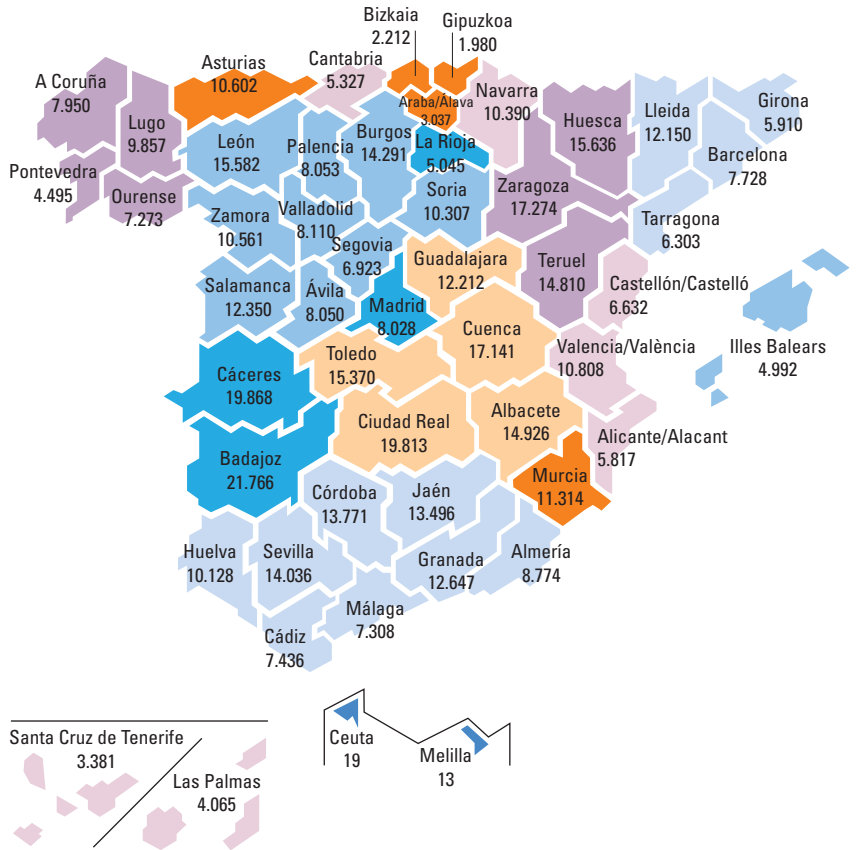 Bizkaia
2.212
Gipuzkoa
1.980
Asturias
10.602
Cantabria
5.327
A Coruña
7.950
Lugo
9.857
Araba/Álava
3.037
Navarra
10.390
Huesca
15.636
Lleida
12.150
Girona
5.910
León
15.582
Palencia
8.053
Burgos
14.291
La Rioja
5.045
Barcelona
7.728
Pontevedra
4.495
Ourense
7.273
Zamora
10.561
Valladolid
8.110
Soria
10.307
Zaragoza
17.274
Tarragona
6.303
Segovia
6.923
Guadalajara
12.212
Teruel
14.810
Castellón/Castelló
6.632
Salamanca
12.350
Ávila
8.050
Madrid
8.028
Cuenca
17.141
Valencia/València
10.808
Illes Balears
4.992
Toledo
15.370
Cáceres
19.868
Ciudad Real
19.813
Albacete
14.926
Alicante/Alacant
5.817
Badajoz
21.766
Murcia
11.314
Córdoba
13.771
Jaén
13.496
Huelva
10.128
Sevilla
14.036
Granada
12.647
Almería
8.774
Málaga
7.308
Cádiz
7.436
Santa Cruz de Tenerife
3.381
Las Palmas
4.065
Ceuta
19
Melilla
13